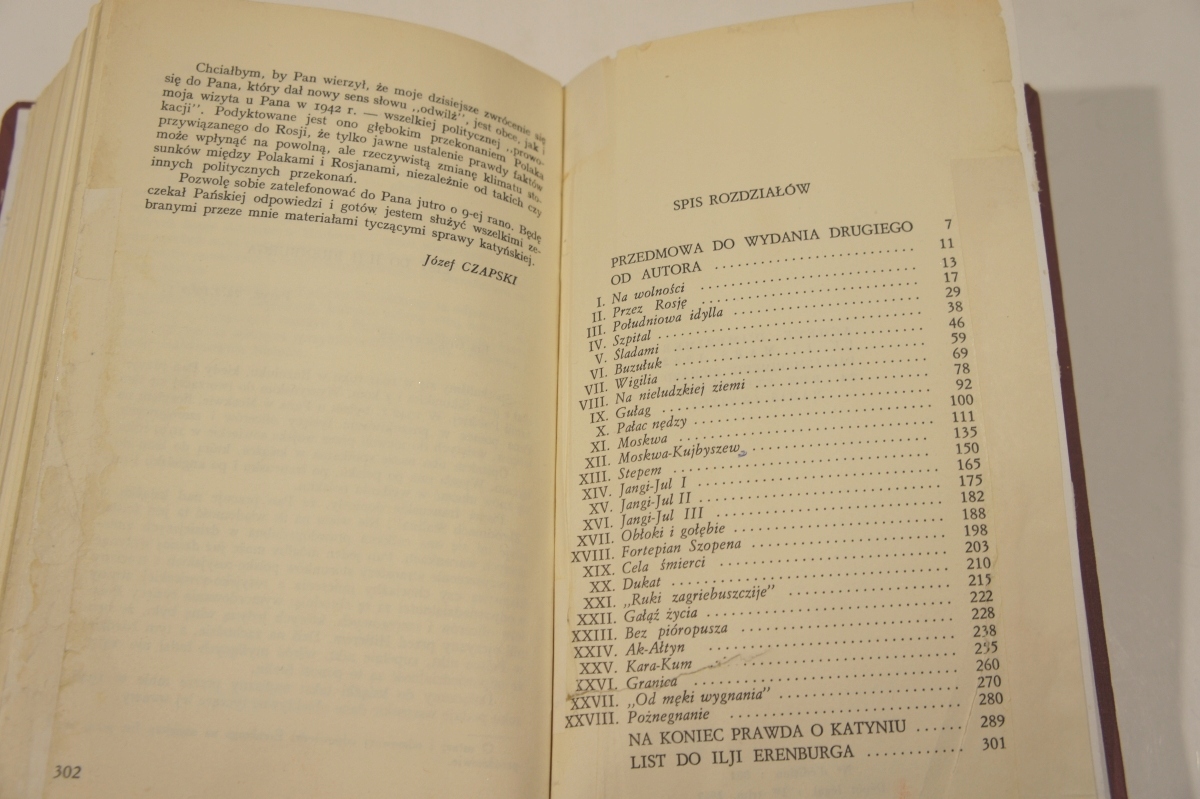 Chciałbym, by Pan wierzył, że moje dzisiejsze zwrócenie się
się do Pana, który dał nowy sens słowu „odwilż”, jest obce, jak
moja wizyta u Pana w 1942 r. — wszelkiej politycznej „prowo-
kacji”. Podyktowane jest ono głębokim przekonaniem Polaka
przywiązanego do Rosji, że tylko jawne ustalenie prawdy faktów
może wpłynąć na powolną, ale rzeczywistą zmianę klimatu sto-
sunków między Polakami i Rosjanami, niezależnie od takich czy
innych politycznych przekonań.
Pozwolę sobie zatelefonować do Pana jutro o 9-ej rano. Będę
czekał Pańskiej odpowiedzi i gotów jestem służyć wszelkimi ze-
branymi przeze mnie materiałami tyczącymi sprawy katyńskiej.
Józef CZAPSKI
302
SPIS ROZDZIAŁÓW
PRZEDMOWA DO WYDANIA DRUGIEGO 7
OD AUTORA . . . . . . . . . . 11
I. Na wolności . . . . . . . . . . 13
II. Przez Rosję . . . . . . . . . . 17
III. Południowa idylla . . . . . . . . . . 29
IV. Szpital . . . . . . . . . . 38
V. Śladami . . . . . . . . . . 46
VI. Buzułuk . . . . . . . . . . 59
VII. Wigilia . . . . . . . . . . 69
VIII. Na nieludzkiej ziemi . . . . . . . . . . 78
IX. Gułag . . . . . . . . . . 92
X. Pałac nędzy . . . . . . . . . . 100
XI. Moskwa . . . . . . . . . . 111
XII. Moskwa-Kujbyszew . . . . . . . . . . 135
XIII. Stepem . . . . . . . . . . 150
XIV. Jangi-Jul I . . . . . . . . . . 165
XV. Jangi-Jul II . . . . . . . . . . 175
XVI. Jangi-Jul III . . . . . . . . . . 182
XVII. Obłoki i gołębie . . . . . . . . . . 188
XVIII. Fortepian Szopena . . . . . . . . . . 198
XIX. Cela śmierci . . . . . . . . . . 203
XX. Dukat . . . . . . . . . . 210
XXI. „Ruki zagriebuszczije” . . . . . . . . . . 215
XXII. Gałąź życia . . . . . . . . . . 222
XXIII. Bez pióropusza . . . . . . . . . . 228
XXIV. Ak-Ałtyn . . . . . . . . . . 238
XXV. Kara-Kum . . . . . . . . . . 255
XXVI. Granica . . . . . . . . . . 260
XXVII. „Od męki wygnania” . . . . . . . . . . 270
XXVIII. Pożegnanie . . . . . . . . . . 280
NA KONIEC PRAWDA O KATYNIU . . . . . 289
LIST DO ILJI ERENBURGA . . . . . . . . . . 301